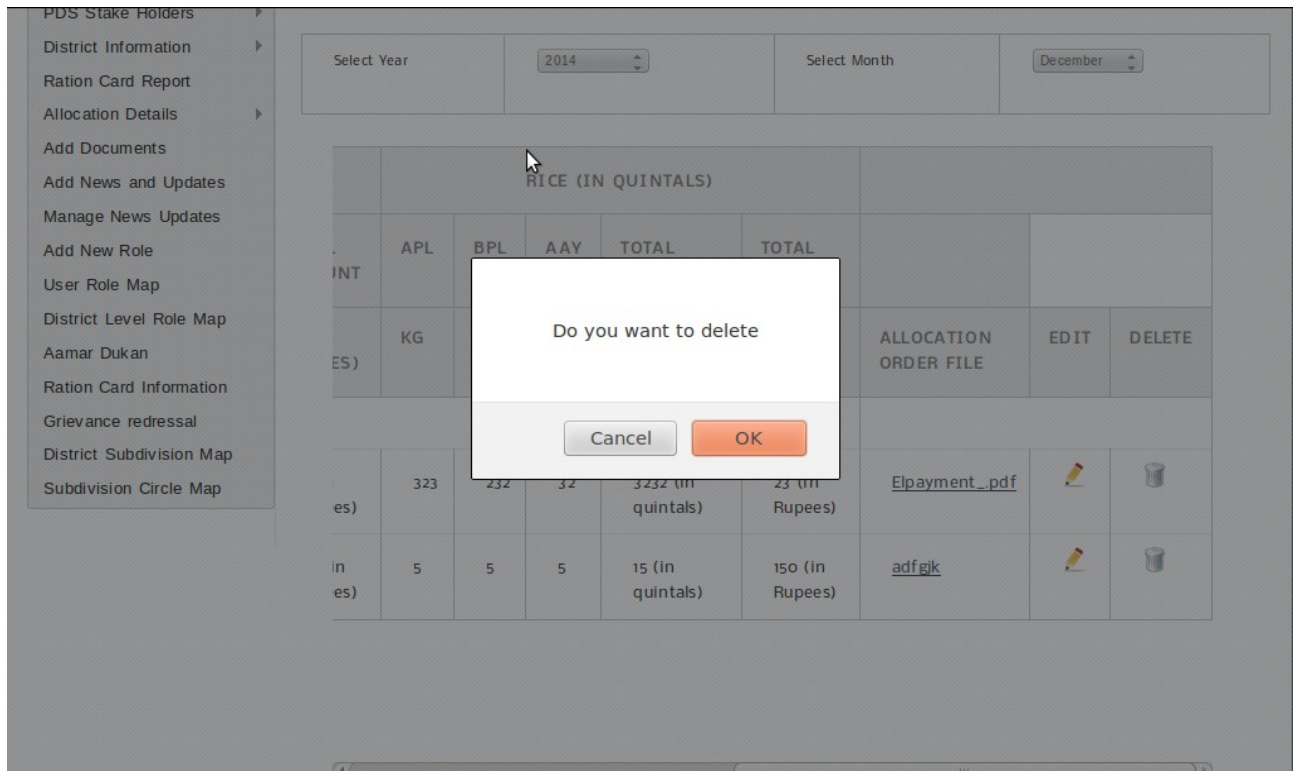 PDS Stake Holders
District Information
Ration Card Report
Allocation Details
Add Documents
Add News and Updates
Manage News Updates
Add New Role
User Role Map
District Level Role Map
Aamar Dukan
Ration Card Information
Grievance redressal
District Subdivision Map
Subdivision Circle Map
Select Year 2014 Select Month December
RICE (IN QUINTALS)
APL BPL AAY TOTAL TOTAL
UNT
KG ALLOCATION EDIT DELETE
ES) ORDER FILE
Do you want to delete
Cancel OK
323 232 32 3232 (in 23 (in Elpayment_.pdf
es) quintals) Rupees)
in 5 5 5 15 (in 150 (in adfgjk
es) quintals) Rupees)